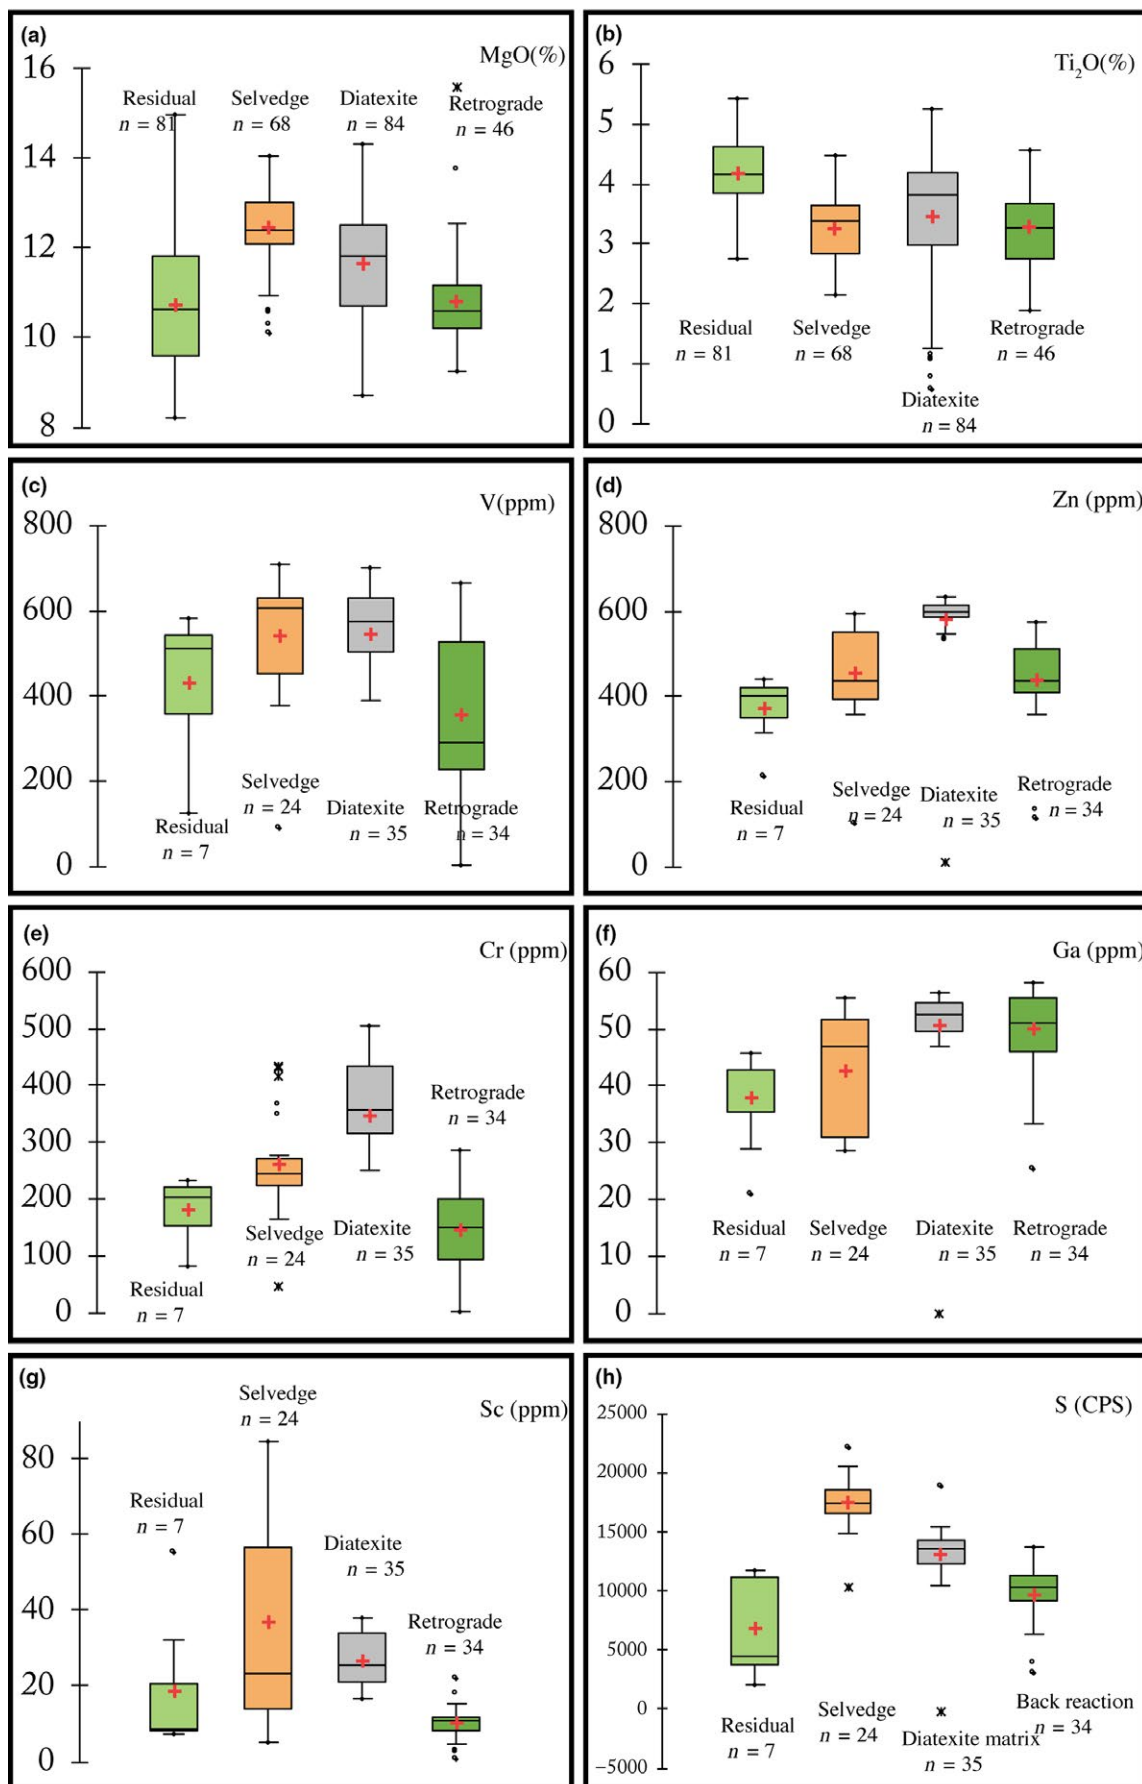 (a)
MgO(%)
16
14
12
10
8
Residual
n = 81
Selvedge
n = 68
Diatexite
n = 84
Retrograde
n = 46
(b)
Ti₂O(%)
6
5
4
3
2
1
0
Residual
n = 81
Selvedge
n = 68
Diatexite
n = 84
Retrograde
n = 46
(c)
V(ppm)
800
600
400
200
0
Residual
n = 7
Selvedge
n = 24
Diatexite
n = 35
Retrograde
n = 34
(d)
Zn (ppm)
800
600
400
200
0
Residual
n = 7
Selvedge
n = 24
Diatexite
n = 35
Retrograde
n = 34
(e)
Cr (ppm)
600
500
400
300
200
100
0
Residual
n = 7
Selvedge
n = 24
Diatexite
n = 35
Retrograde
n = 34
(f)
Ga (ppm)
60
50
40
30
20
10
0
Residual
n = 7
Selvedge
n = 24
Diatexite
n = 35
Retrograde
n = 34
(g)
Sc (ppm)
80
60
40
20
0
Residual
n = 7
Selvedge
n = 24
Diatexite
n = 35
Retrograde
n = 34
(h)
S (CPS)
25000
20000
15000
10000
5000
0
−5000
Residual
n = 7
Selvedge
n = 24
Diatexite matrix
n = 35
Back reaction
n = 34